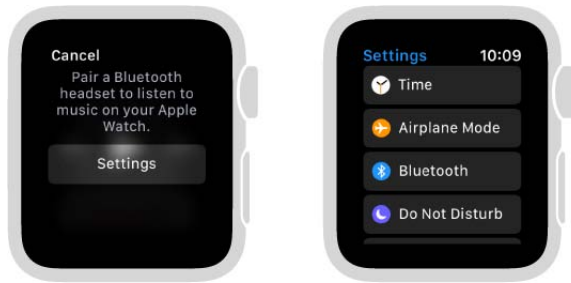 Cancel
Pair a Bluetooth
headset to listen to
music on your Apple
Watch.
Settings
Settings 10:09
Time
Airplane Mode
Bluetooth
Do Not Disturb